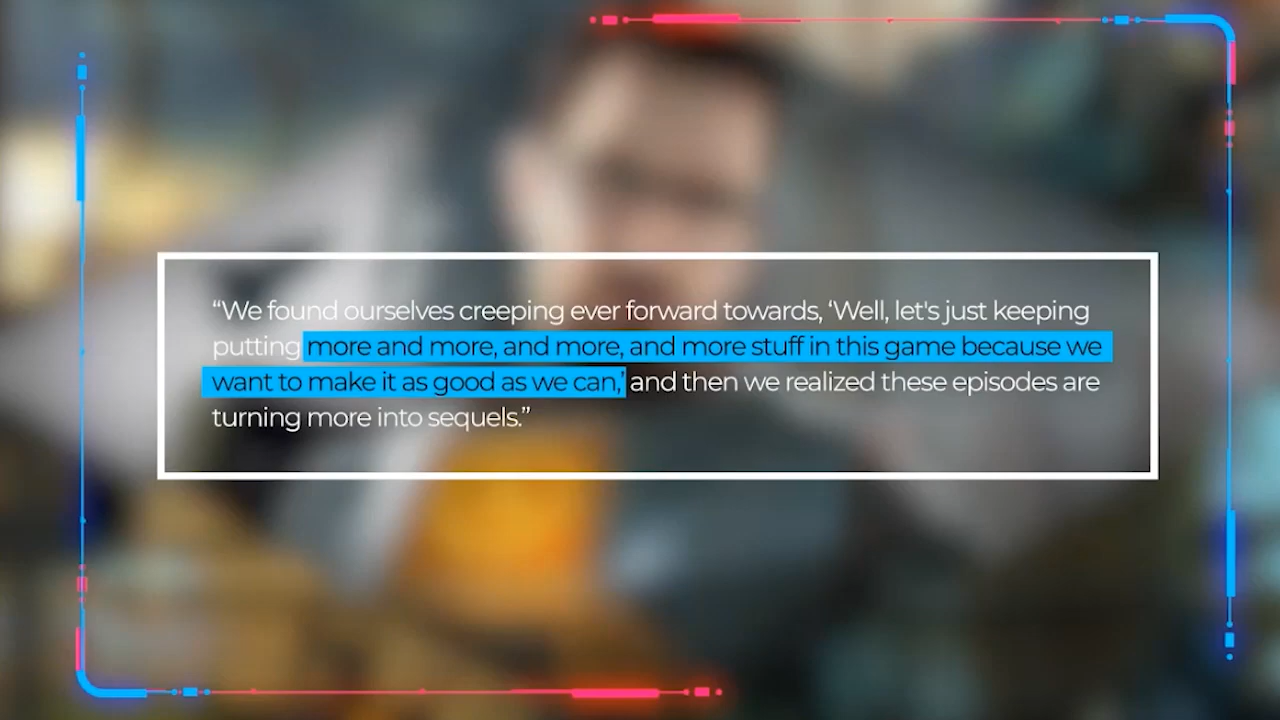 “We found ourselves creeping ever forward towards, ‘Well, let's just keeping
putting more and more, and more, and more stuff in this game because we
want to make it as good as we can,’ and then we realized these episodes are
turning more into sequels.”